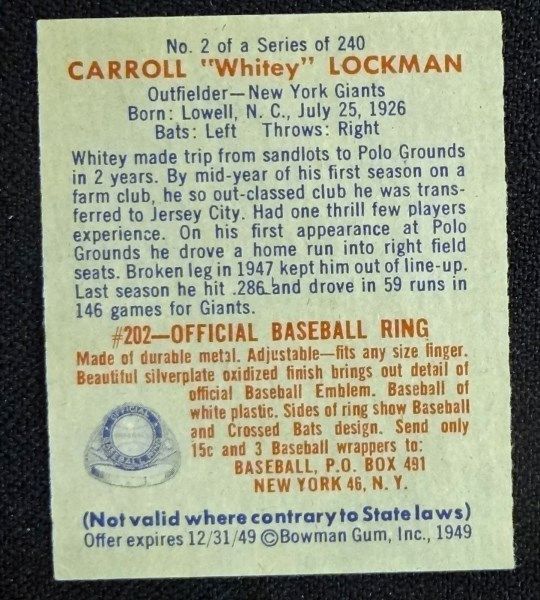 No. 2 of a Series of 240
CARROLL "Whitey" LOCKMAN
Outfielder—New York Giants
Born: Lowell, N. C., July 25, 1926
Bats: Left Throws: Right
Whitey made trip from sandlots to Polo Grounds
in 2 years. By mid-year of his first season on a
farm club, he so out-classed club he was trans-
ferred to Jersey City. Had one thrill few players
experience. On his first appearance at Polo
Grounds he drove a home run into right field
seats. Broken leg in 1947 kept him out of line-up.
Last season he hit .286 and drove in 59 runs in
146 games for Giants.
#202—OFFICIAL BASEBALL RING
Made of durable metal. Adjustable—fits any size finger.
Beautiful silverplate oxidized finish brings out detail of
official Baseball Emblem. Baseball of
white plastic. Sides of ring show Baseball
and Crossed Bats design. Send only
15c and 3 Baseball wrappers to:
BASEBALL, P.O. BOX 491
NEW YORK 46, N. Y.
OFFICIAL
BASEBALL RING
(Not valid where contrary to State laws)
Offer expires 12/31/49 ©Bowman Gum, Inc., 1949